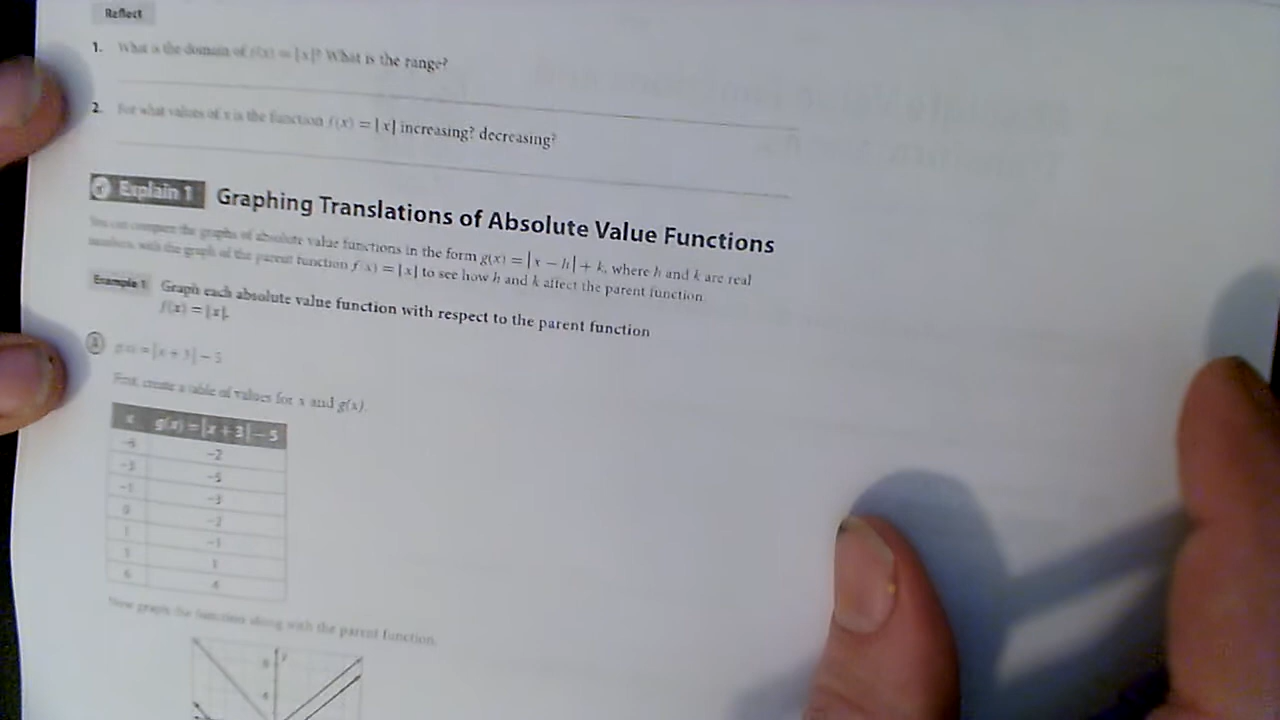 Reflect
1. What is the domain of f(x) = |x|? What is the range?
2. For what values of x is the function f(x) = |x| increasing? decreasing?
Explain 1 Graphing Translations of Absolute Value Functions
You can compare the graphs of absolute value functions in the form g(x) = |x − h| + k, where h and k are real
numbers, with the graph of the parent function f(x) = |x| to see how h and k affect the parent function.
Example 1 Graph each absolute value function with respect to the parent function
f(x) = |x|.
A g(x) = |x + 3| − 5
First, create a table of values for x and g(x).
x g(x) = |x + 3| − 5
−2
−3 −5
−1 −3
0 −2
1 −1
3 1
6 4
Now graph the function along with the parent function.
8 y
4